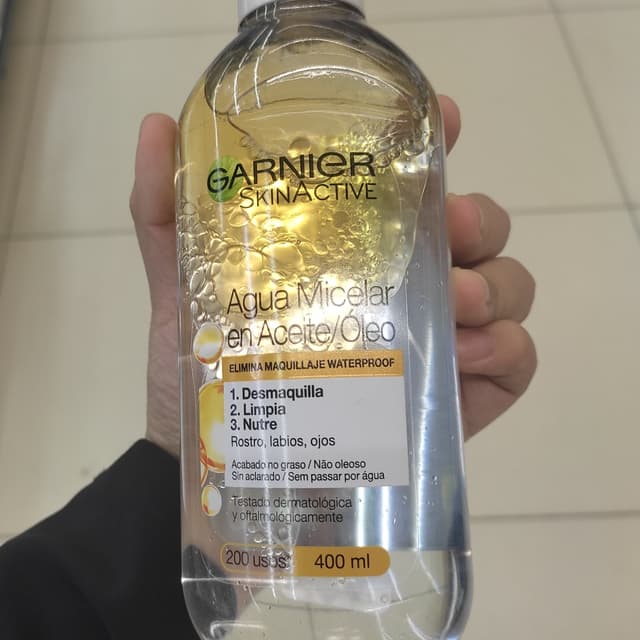 GARNIER
SKINACTIVE
Agua Micelar
en Aceite/Óleo
ELIMINA MAQUILLAJE WATERPROOF
1. Desmaquilla
2. Limpia
3. Nutre
Rostro, labios, ojos
Acabado no graso / Não oleoso
Sin aclarado / Sem passar por água
Testado dermatológica
y oftalmológicamente
200 usos* 400 ml